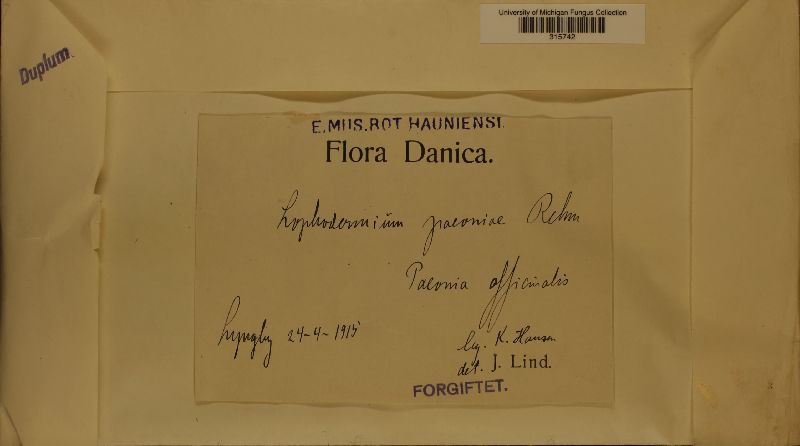 University of Michigan Fungus Collection
315742
Duplum.
E.MUS.BOT HAUNIENSI.
Flora Danica.
Lophodermium paeoniae Rehm
Paeonia officinalis
Lyngby 24-4-1915
leg. K. Hansen
det. J. Lind.
FORGIFTET.